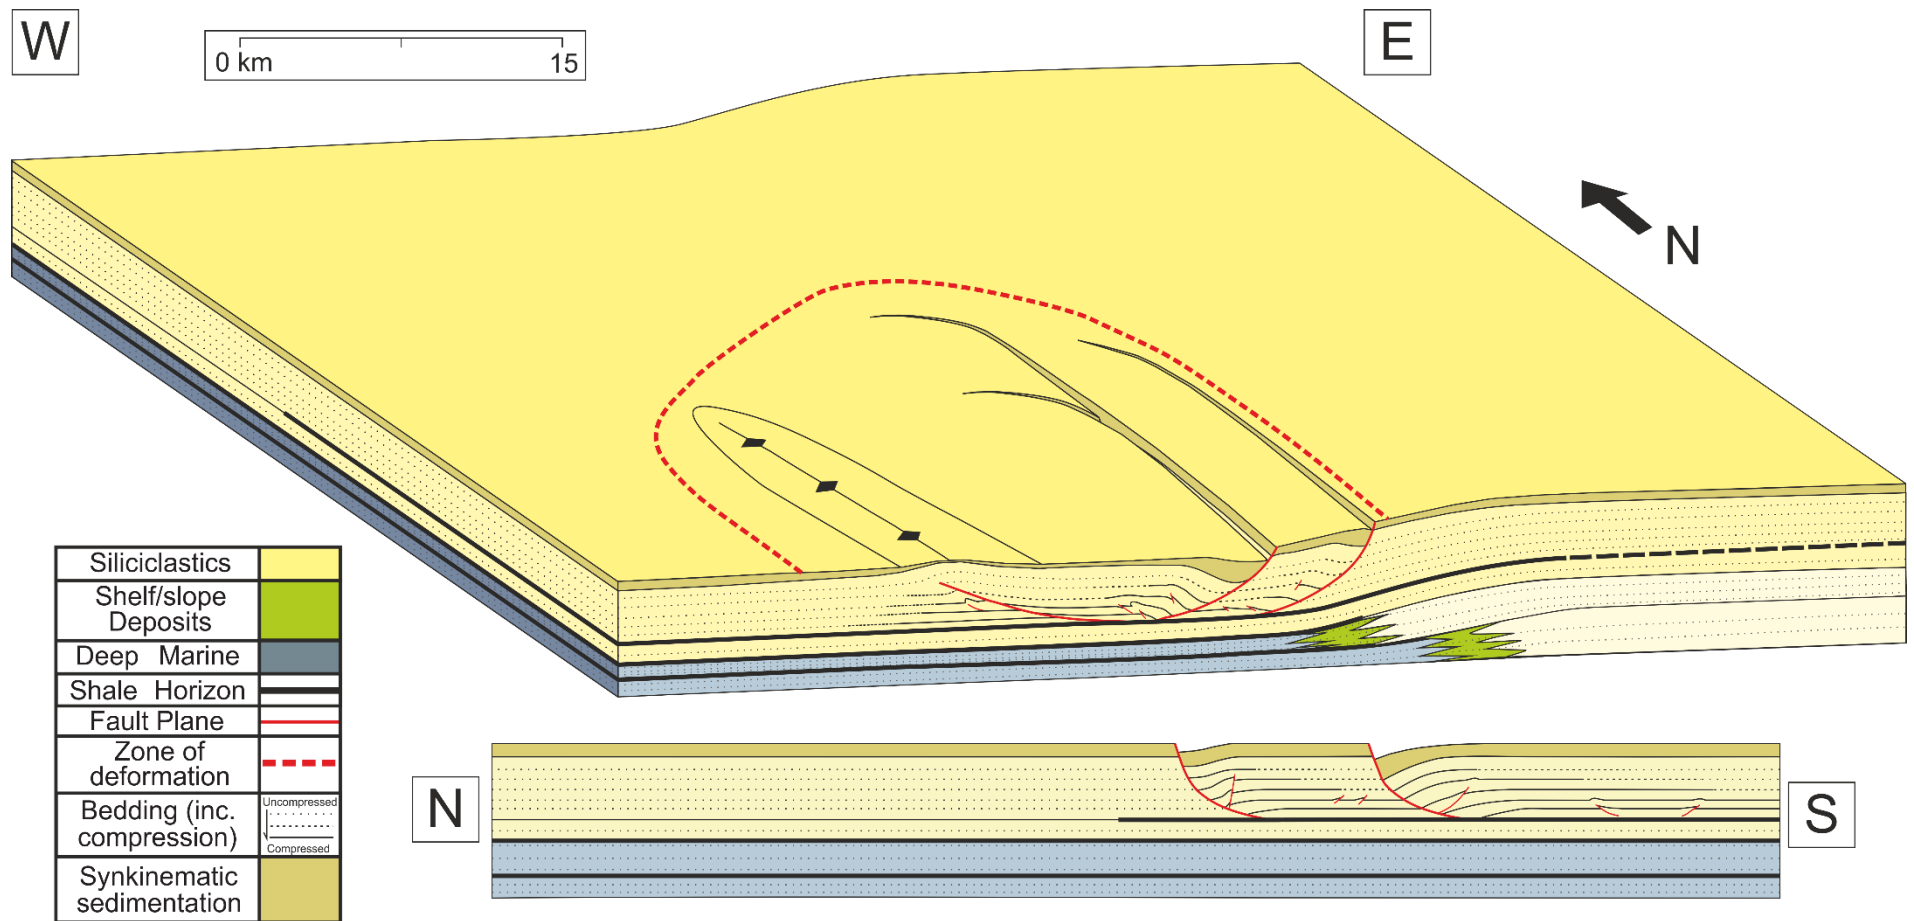 W
E
0 km 15
N
Siliciclastics
Shelf/slope
Deposits
Deep Marine
Shale Horizon
Fault Plane
Zone of
deformation
Bedding (inc.
compression)
Uncompressed
Compressed
Synkinematic
sedimentation
N
S